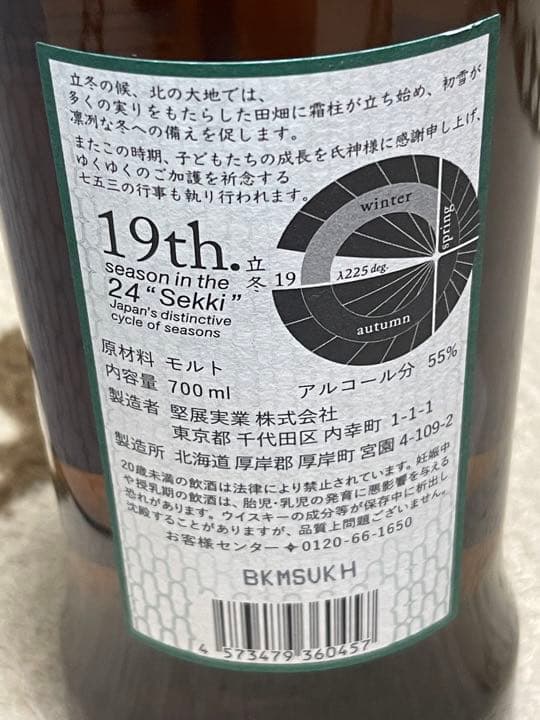 立冬の候、北の大地では、
多くの実りをもたらした田畑に霜柱が立ち始め、初雪が
凛冽な冬への備えを促します。
またこの時期、子どもたちの成長を氏神様に感謝申し上げ、
ゆくゆくのご加護を祈念する
七五三の行事も執り行われます。
19th.
season in the
24 “Sekki”
Japan's distinctive
cycle of seasons
立冬
19
λ225 deg.
winter
spring
autumn
原材料 モルト
内容量 700 ml
アルコール分 55%
製造者 堅展実業 株式会社
東京都 千代田区 内幸町 1-1-1
製造所 北海道 厚岸郡 厚岸町 宮園 4-109-2
20歳未満の飲酒は法律により禁止されています。妊娠中
や授乳期の飲酒は、胎児・乳児の発育に悪影響を与える
恐れがあります。ウイスキーの成分等が保存中に析出し
沈殿することがありますが、品質上問題ございません。
お客様センター✧0120-66-1650
BKMSUKH
4 573479 360457